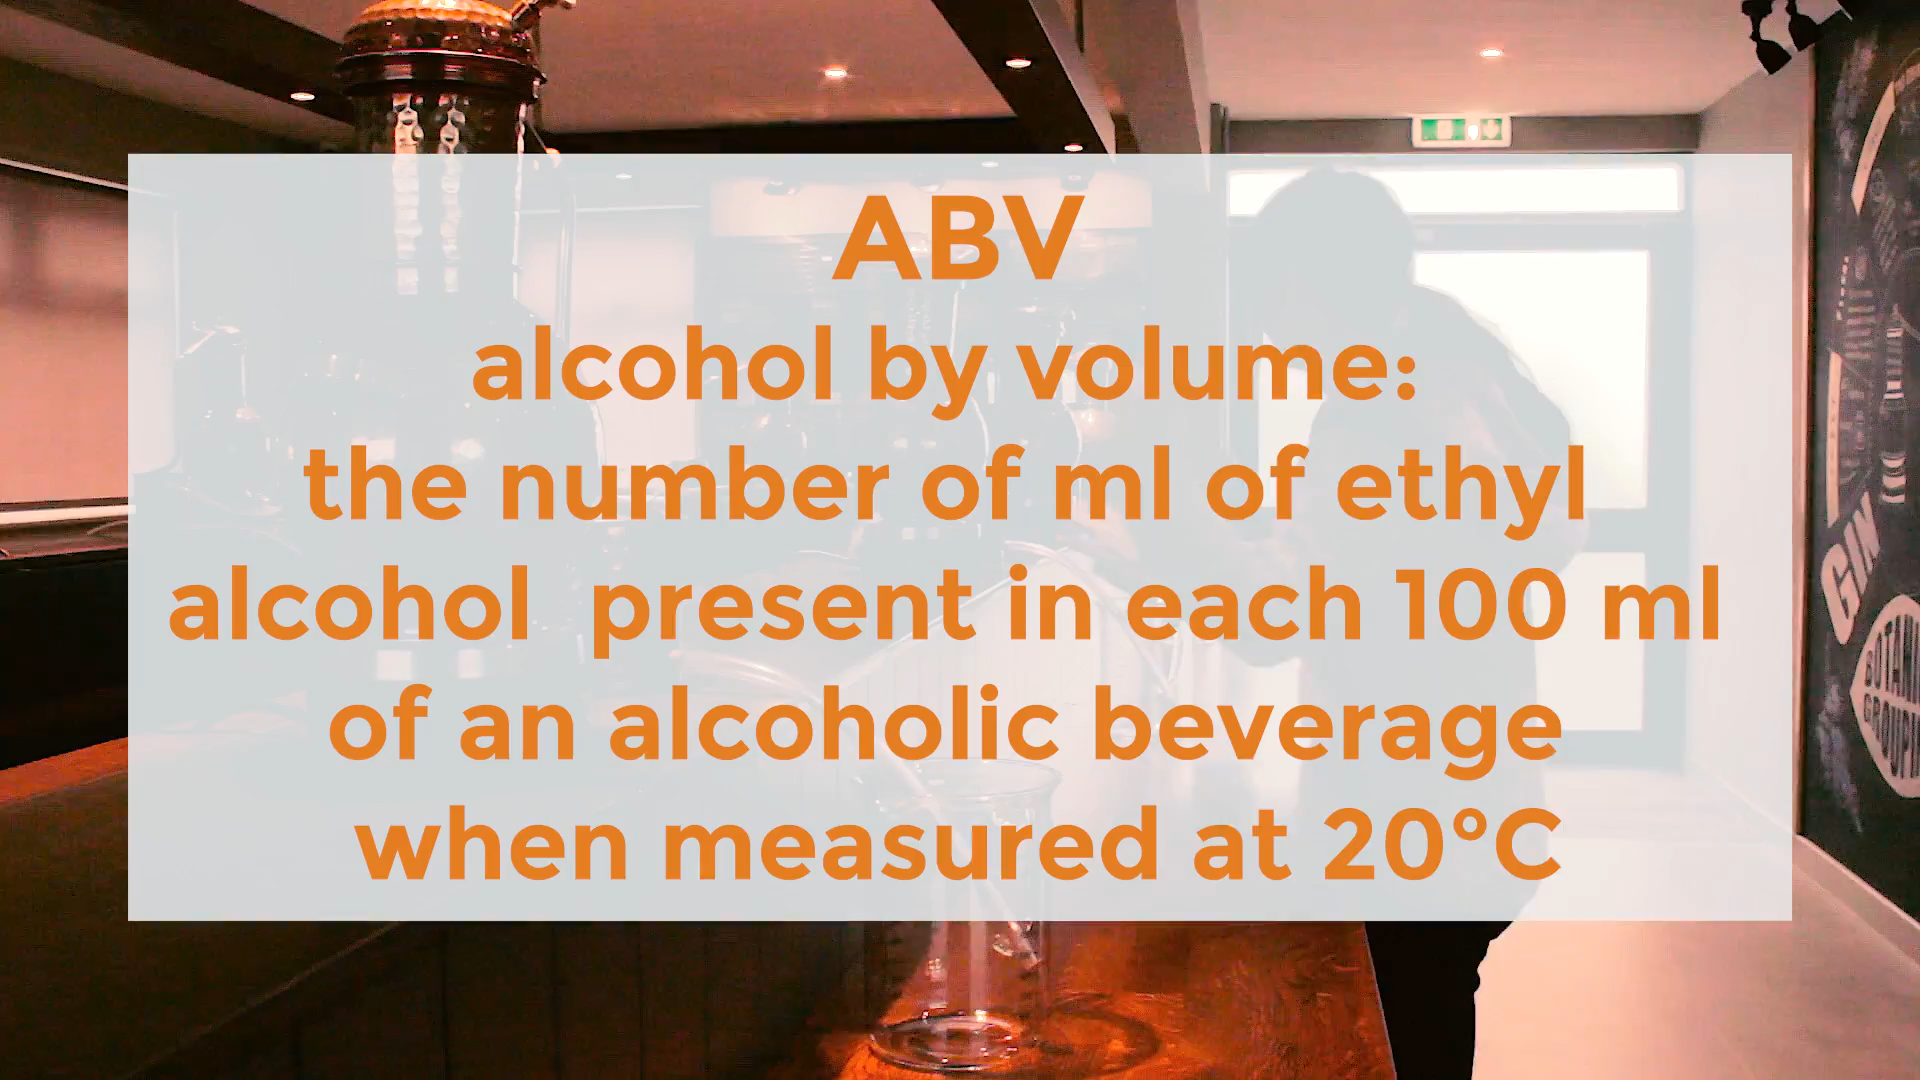 ABV
alcohol by volume:
the number of ml of ethyl
alcohol present in each 100 ml
of an alcoholic beverage
when measured at 20°C
GIN